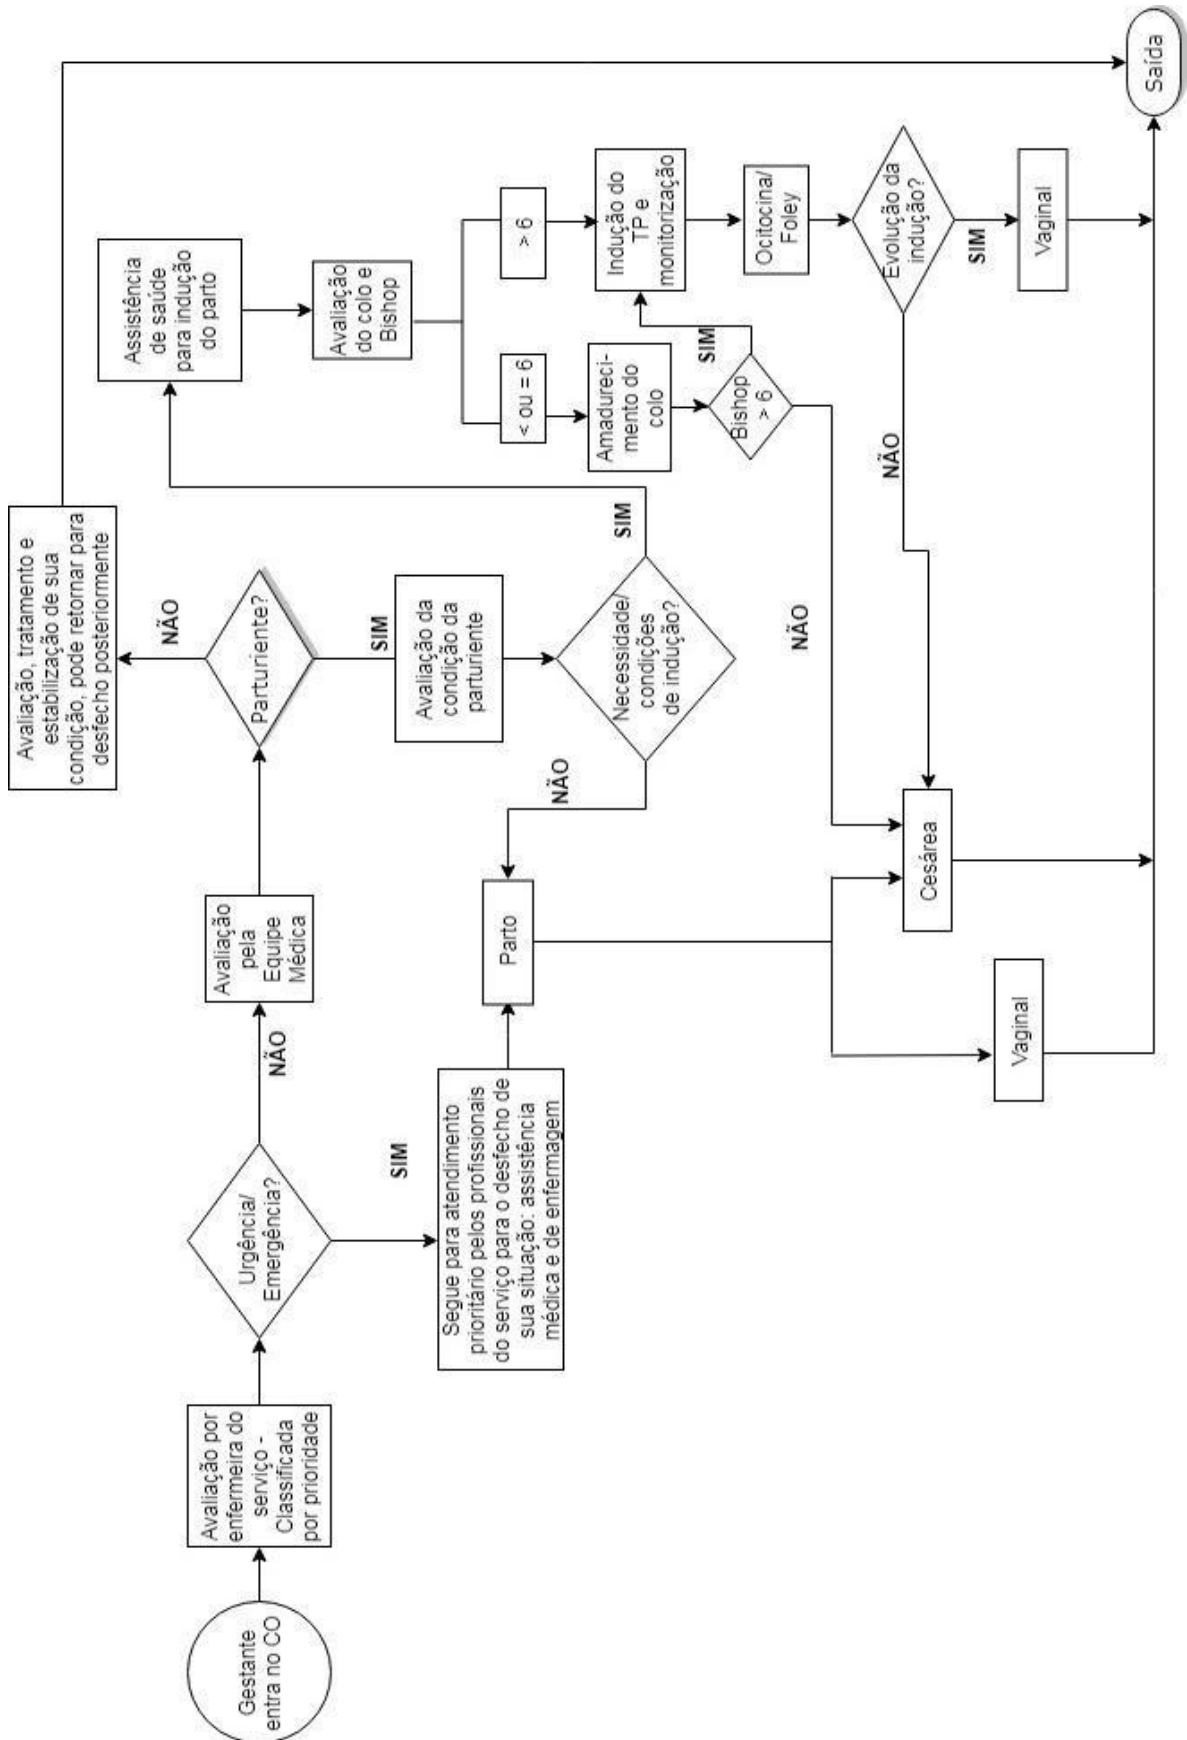 Gestante
entra no CO
Avaliação por
enfermeira do
serviço -
Classificada
por prioridade
Urgência/
Emergência?
NÃO
SIM
Avaliação
pela
Equipe
Médica
Segue para atendimento
prioritário pelos profissionais
do serviço para o desfecho de
sua situação: assistência
médica e de enfermagem
Parturiente?
NÃO
SIM
Avaliação, tratamento e
estabilização de sua
condição, pode retornar para
desfecho posteriormente
Avaliação da
condição da
parturiente
Necessidade/
condições
de indução?
NÃO
SIM
Parto
Vaginal
Cesárea
Assistência
de saúde
para indução
do parto
Avaliação
do colo e
Bishop
< ou = 6
> 6
Amadureci-
mento do
colo
Bishop
> 6
SIM
NÃO
Indução do
TP e
monitorização
Ocitocina/
Foley
Evolução da
indução?
NÃO
SIM
Vaginal
Saída